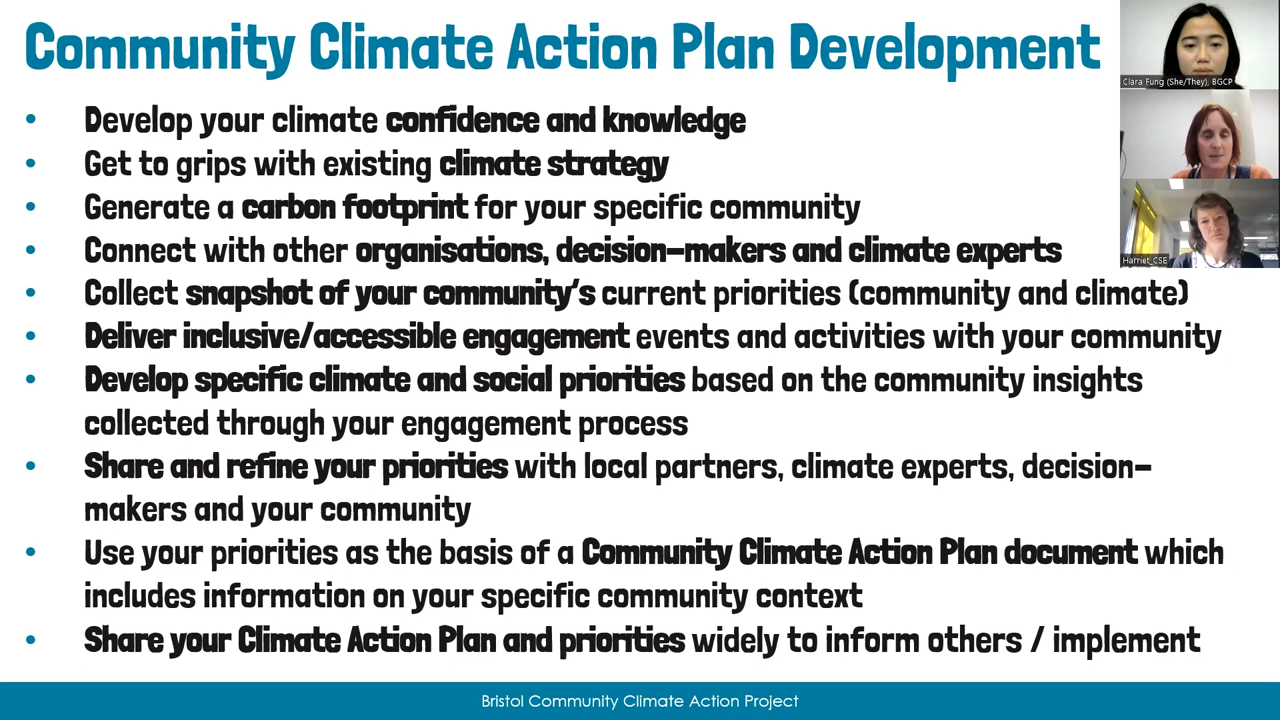 Community Climate Action Plan Development
Clara Fung (She/They), BGCP
Harriet_CSE
• Develop your climate confidence and knowledge
• Get to grips with existing climate strategy
• Generate a carbon footprint for your specific community
• Connect with other organisations, decision-makers and climate experts
• Collect snapshot of your community's current priorities (community and climate)
• Deliver inclusive/accessible engagement events and activities with your community
• Develop specific climate and social priorities based on the community insights
collected through your engagement process
• Share and refine your priorities with local partners, climate experts, decision-
makers and your community
• Use your priorities as the basis of a Community Climate Action Plan document which
includes information on your specific community context
• Share your Climate Action Plan and priorities widely to inform others / implement
Bristol Community Climate Action Project